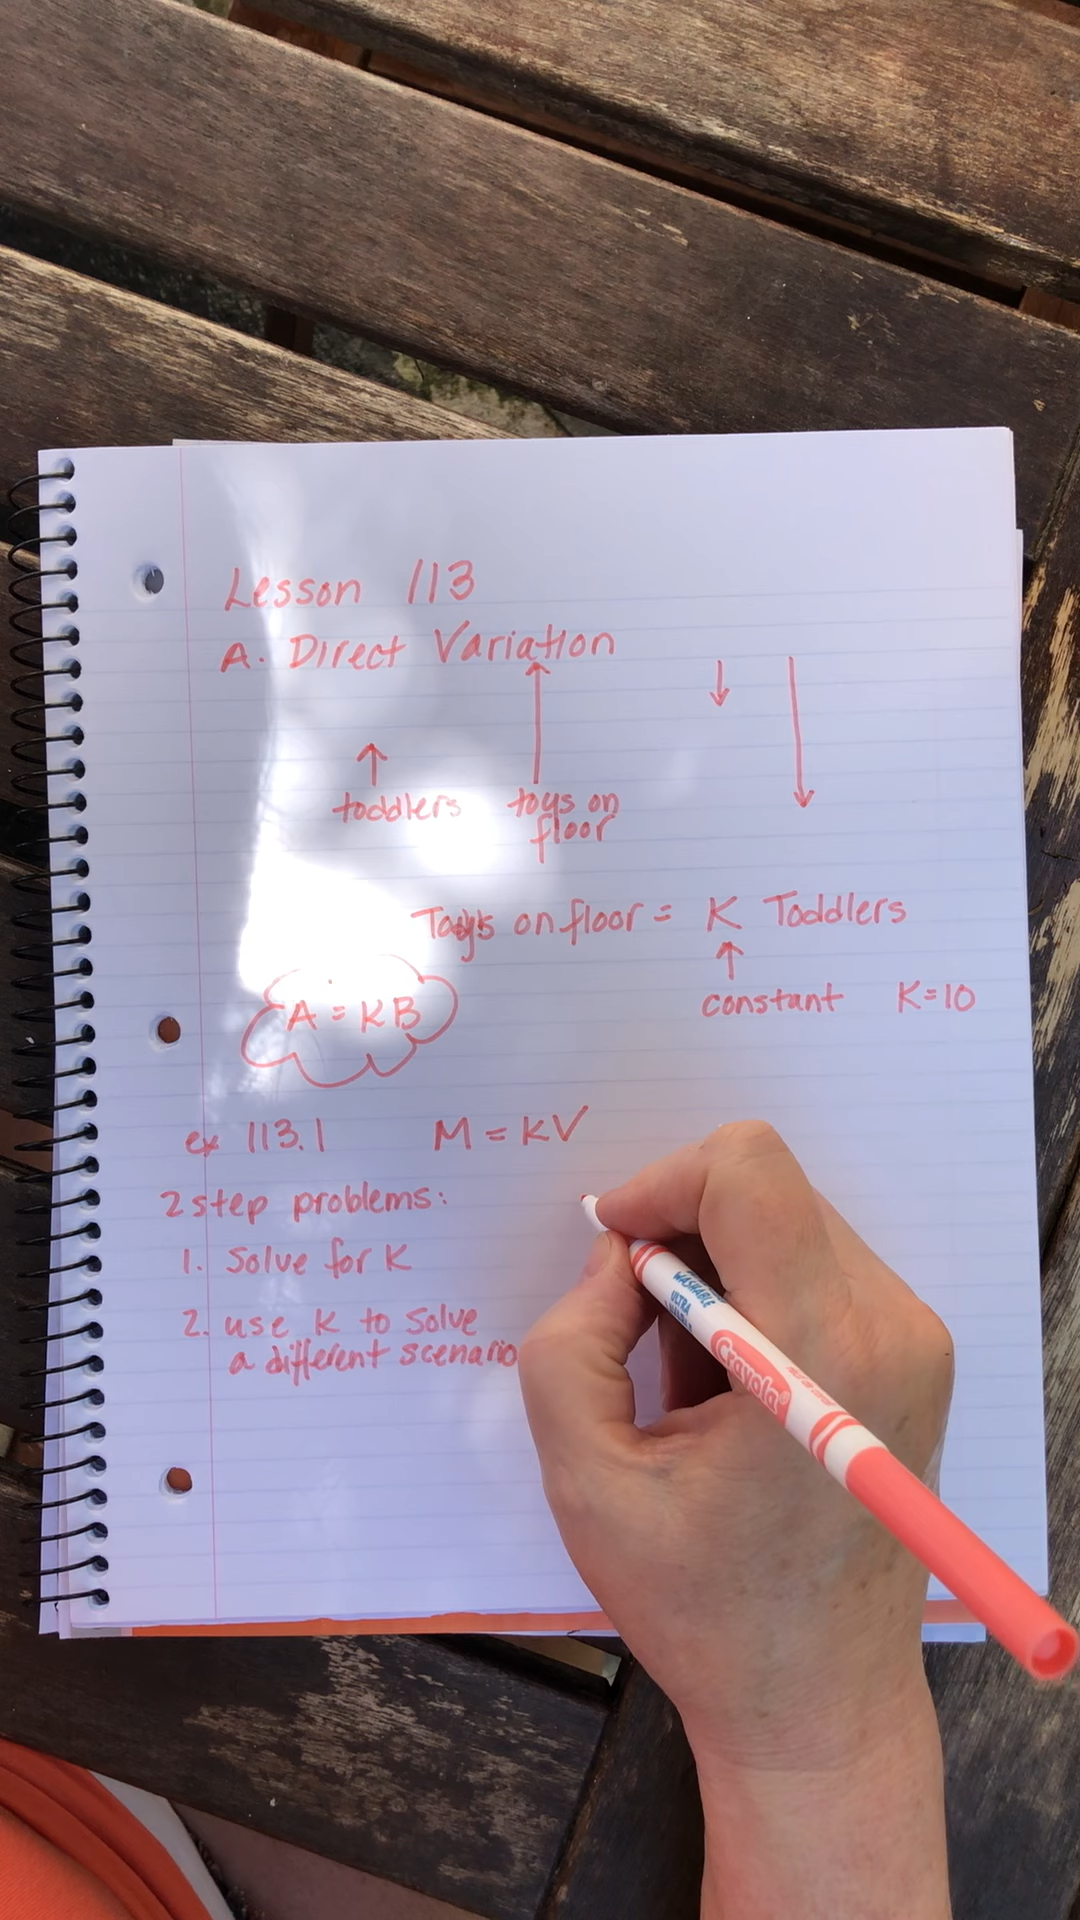 Lesson 113
A. Direct Variation
toddlers toys on
floor
Toys on floor = K Toddlers
constant K=10
A = KB
ex 113.1 M = KV
2 step problems:
1. Solve for K
2. use K to solve
a different scenario
WASHABLE
ULTRA
Crayola